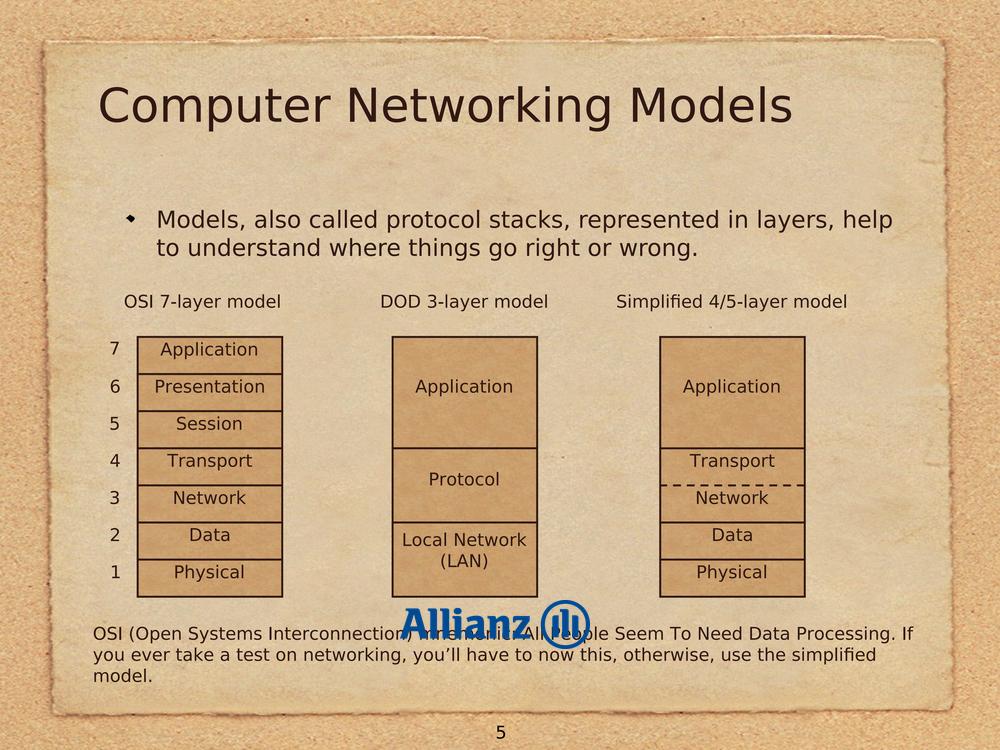 Computer Networking Models
Models, also called protocol stacks, represented in layers, help
to understand where things go right or wrong.
OSI 7-layer model
7 Application
6 Presentation
5 Session
4 Transport
3 Network
2 Data
1 Physical
DOD 3-layer model
Application
Protocol
Local Network
(LAN)
Simplified 4/5-layer model
Application
Transport
Network
Data
Physical
Allianz
OSI (Open Systems Interconnection) mnemonic: All People Seem To Need Data Processing. If
you ever take a test on networking, you’ll have to now this, otherwise, use the simplified
model.
5